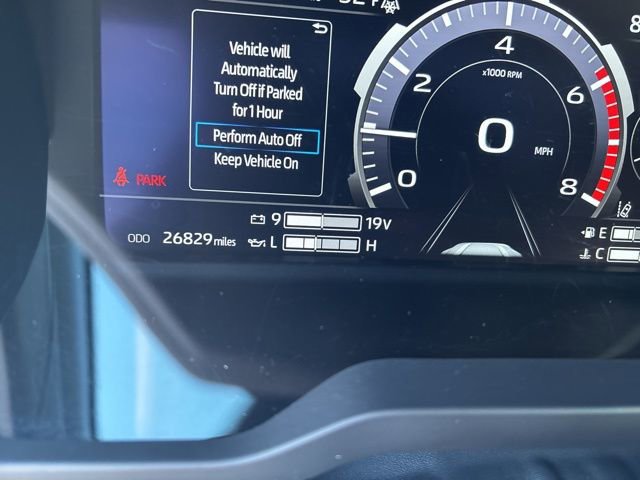 Vehicle will
Automatically
Turn Off if Parked
for 1 Hour
Perform Auto Off
Keep Vehicle On
PARK
9 19V
ODO 26829 miles L H
4
x1000 RPM
2 6
0 MPH
0 8
8
E
C